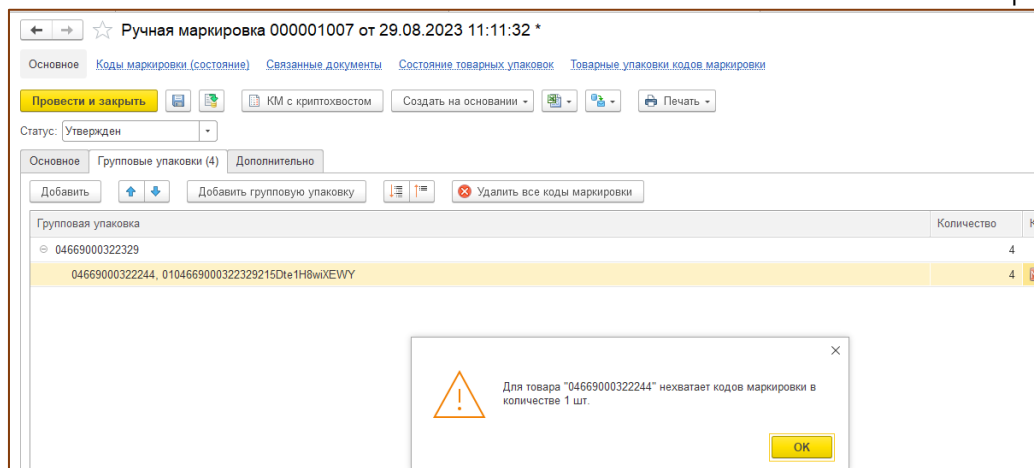 Ручная маркировка 000001007 от 29.08.2023 11:11:32 *
Основное Коды маркировки (состояние) Связанные документы Состояние товарных упаковок Товарные упаковки кодов маркировки
Провести и закрыть КМ с криптохвостом Создать на основании Печать
Статус: Утвержден
Основное Групповые упаковки (4) Дополнительно
Добавить Добавить групповую упаковку Удалить все коды маркировки
Групповая упаковка Количество
04669000322329 4
04669000322244, 0104669000322329215Dte1H8wiXEWY 4
Для товара "04669000322244" нехватает кодов маркировки в
количестве 1 шт.
OK